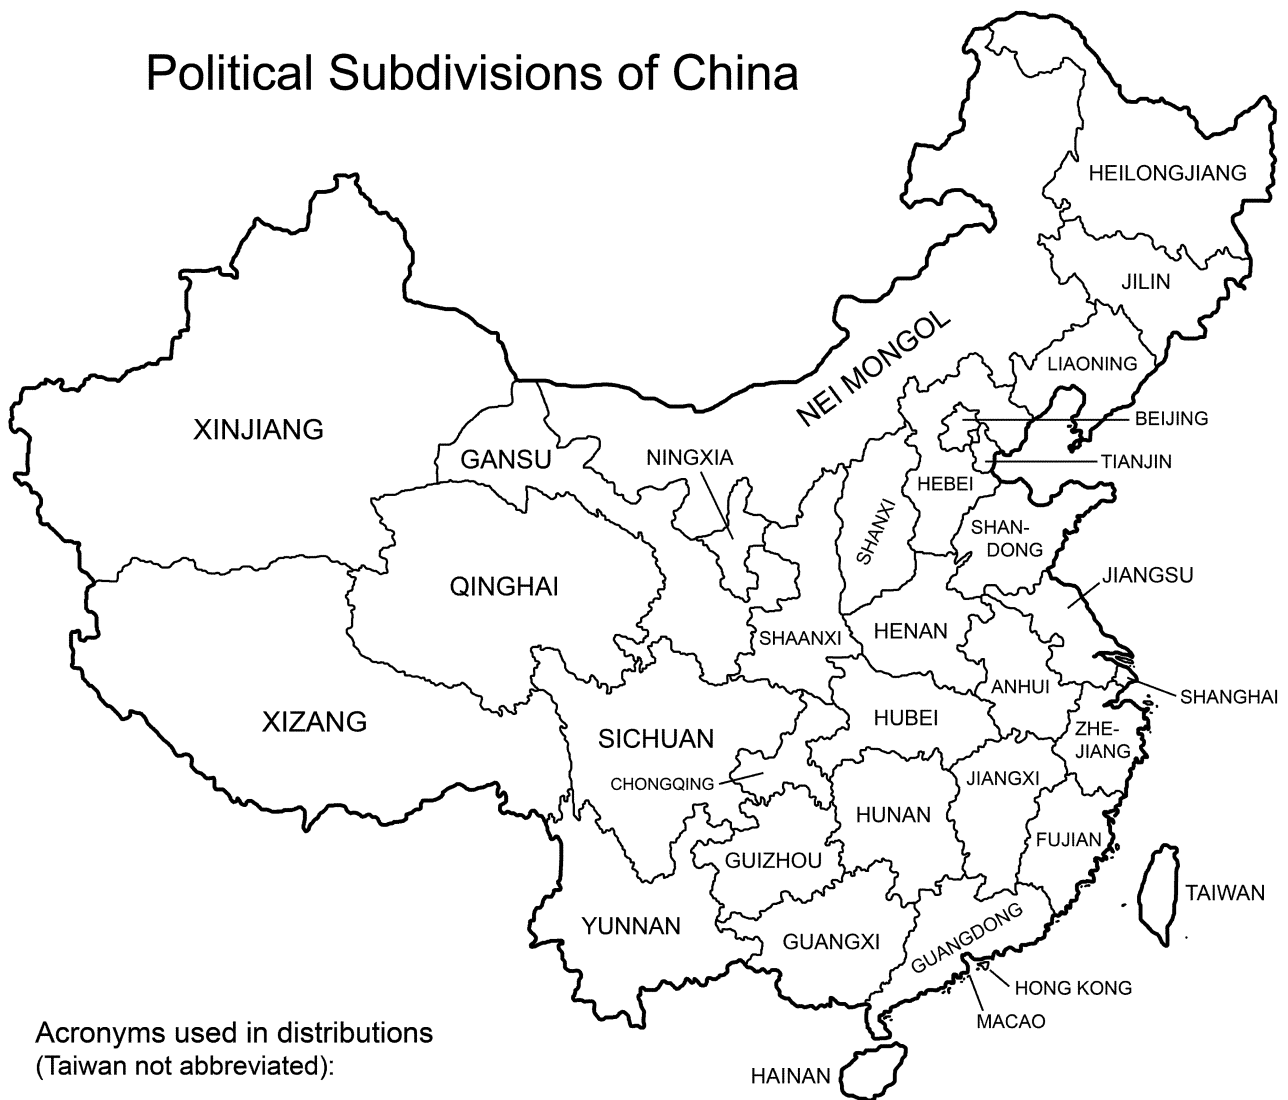 Political Subdivisions of China
HEILONGJIANG
JILIN
NEI MONGOL
LIAONING
BEIJING
XINJIANG
GANSU
NINGXIA
TIANJIN
HEBEI
SHANXI
SHAN-
DONG
QINGHAI
JIANGSU
SHAANXI
HENAN
ANHUI
SHANGHAI
XIZANG
SICHUAN
HUBEI
ZHE-
JIANG
CHONGQING
JIANGXI
HUNAN
FUJIAN
GUIZHOU
TAIWAN
YUNNAN
GUANGXI
GUANGDONG
HONG KONG
MACAO
HAINAN
Acronyms used in distributions
(Taiwan not abbreviated):